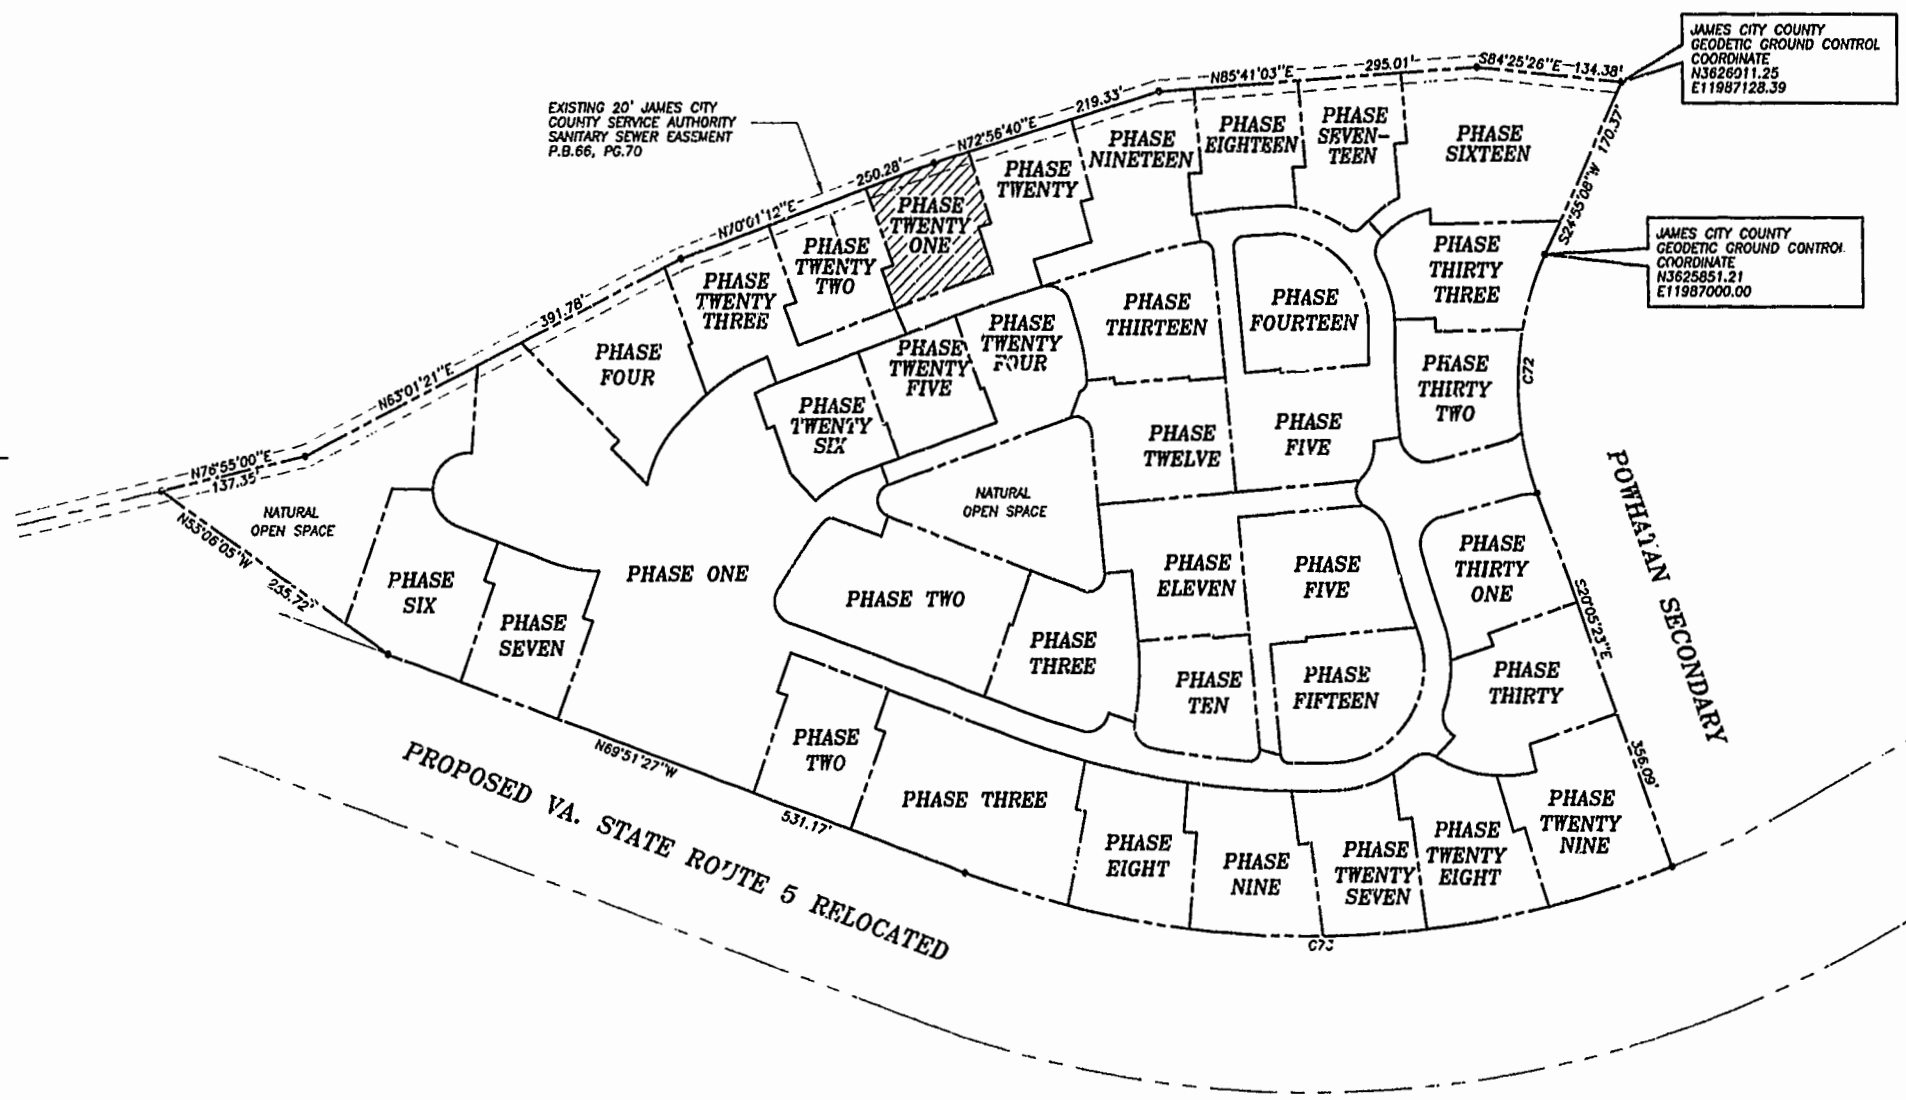 JAMES CITY COUNTY
GEODETIC GROUND CONTROL
COORDINATE
N3626011.25
E11987128.39
S84°25'26"E 134.38'
295.01'
N85°41'03"E
219.33'
N72°56'40"E
250.28'
N70°01'12"E
391.78'
N63°01'21"E
N76°55'00"E
137.35'
EXISTING 20' JAMES CITY
COUNTY SERVICE AUTHORITY
SANITARY SEWER EASEMENT
P.B.66, PG.70
S24°55'08"W 170.37'
JAMES CITY COUNTY
GEODETIC GROUND CONTROL
COORDINATE
N3625851.21
E11987000.00
PHASE
SIXTEEN
PHASE
SEVEN-
TEEN
PHASE
EIGHTEEN
PHASE
NINETEEN
PHASE
TWENTY
PHASE
TWENTY
ONE
PHASE
TWENTY
TWO
PHASE
TWENTY
THREE
PHASE
FOUR
PHASE
THIRTY
THREE
PHASE
FOURTEEN
PHASE
THIRTEEN
PHASE
TWENTY
FOUR
PHASE
TWENTY
FIVE
PHASE
TWENTY
SIX
PHASE
THIRTY
TWO
C72
PHASE
FIVE
PHASE
TWELVE
NATURAL
OPEN SPACE
NATURAL
OPEN SPACE
N53°06'05"W
235.72'
PHASE
SIX
PHASE
SEVEN
PHASE ONE
PHASE TWO
PHASE
THREE
PHASE
ELEVEN
PHASE
FIVE
PHASE
THIRTY
ONE
S20°05'23"E
356.09'
POWHATAN SECONDARY
PHASE
TEN
PHASE
FIFTEEN
PHASE
THIRTY
PHASE
TWO
PHASE THREE
PHASE
EIGHT
PHASE
NINE
PHASE
TWENTY
SEVEN
PHASE
TWENTY
EIGHT
PHASE
TWENTY
NINE
N69°51'27"W
531.17'
C73
PROPOSED VA. STATE ROUTE 5 RELOCATED